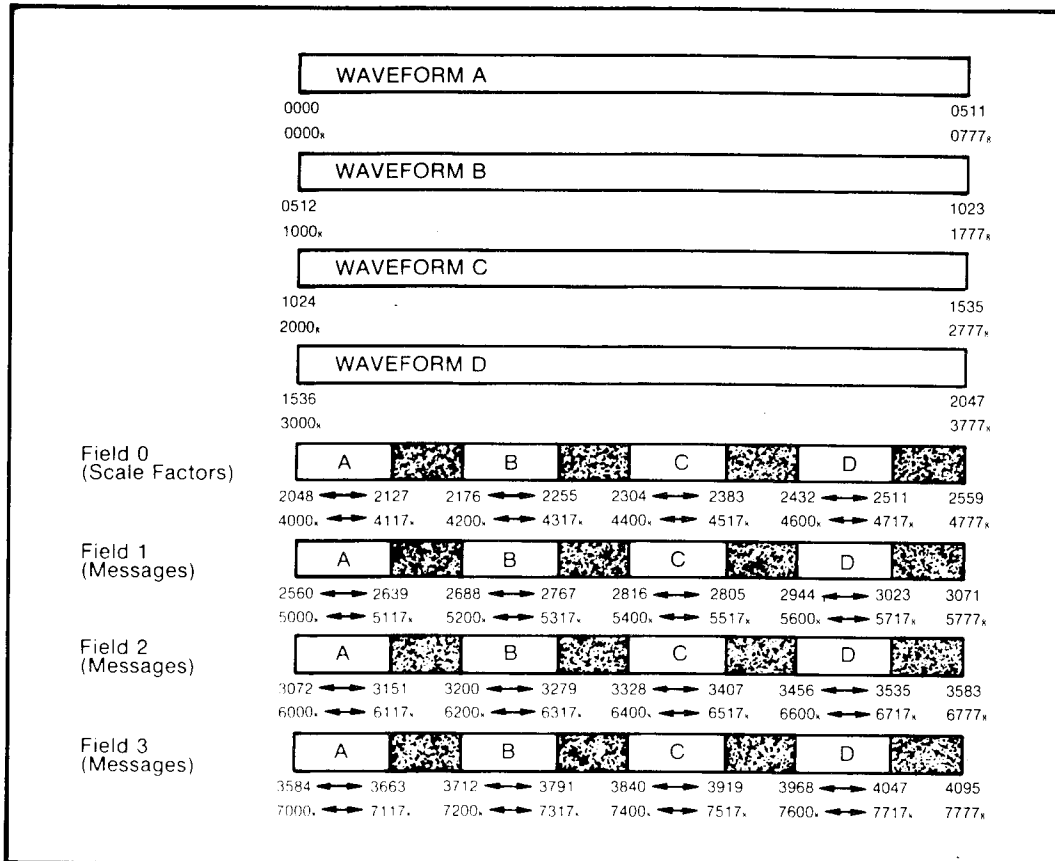 WAVEFORM A
0000 0511
0000₈ 0777₈
WAVEFORM B
0512 1023
1000₈ 1777₈
WAVEFORM C
1024 1535
2000₈ 2777₈
WAVEFORM D
1536 2047
3000₈ 3777₈
Field 0
(Scale Factors)
A B C D
2048 2127 2176 2255 2304 2383 2432 2511 2559
4000₈ 4117₈ 4200₈ 4317₈ 4400₈ 4517₈ 4600₈ 4717₈ 4777₈
Field 1
(Messages)
A B C D
2560 2639 2688 2767 2816 2805 2944 3023 3071
5000₈ 5117₈ 5200₈ 5317₈ 5400₈ 5517₈ 5600₈ 5717₈ 5777₈
Field 2
(Messages)
A B C D
3072 3151 3200 3279 3328 3407 3456 3535 3583
6000₈ 6117₈ 6200₈ 6317₈ 6400₈ 6517₈ 6600₈ 6717₈ 6777₈
Field 3
(Messages)
A B C D
3584 3663 3712 3791 3840 3919 3968 4047 4095
7000₈ 7117₈ 7200₈ 7317₈ 7400₈ 7517₈ 7600₈ 7717₈ 7777₈